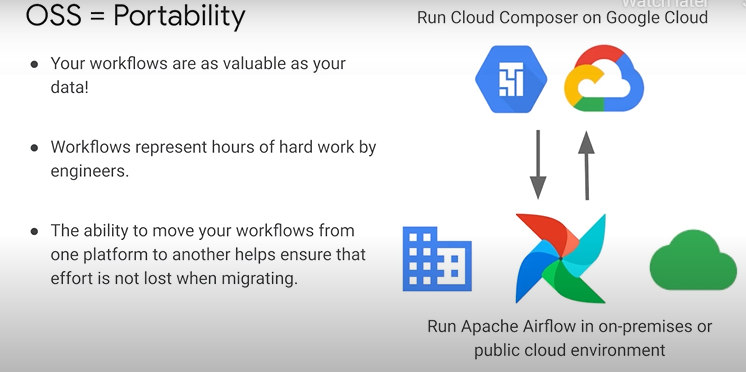 Watch later
OSS = Portability
Run Cloud Composer on Google Cloud
● Your workflows are as valuable as your
data!
● Workflows represent hours of hard work by
engineers.
● The ability to move your workflows from
one platform to another helps ensure that
effort is not lost when migrating.
Run Apache Airflow in on-premises or
public cloud environment